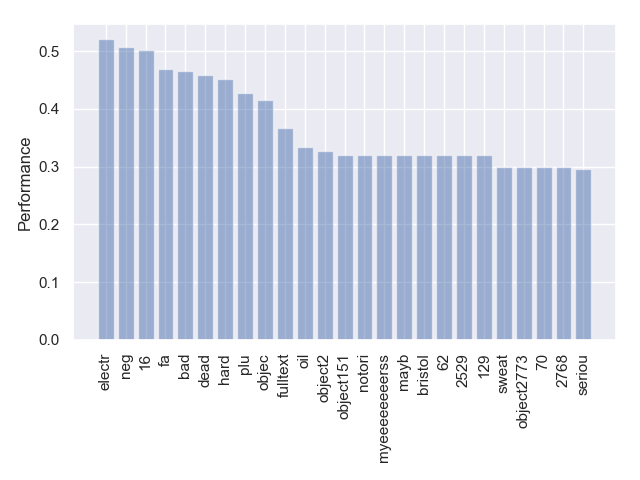 0.5
0.4
0.3
0.2
0.1
0.0
Performance
electr
neg
16
fa
bad
dead
hard
plu
objec
fulltext
oil
object2
object151
notori
myeeeeeeeerss
mayb
bristol
62
2529
129
sweat
object2773
70
2768
seriou